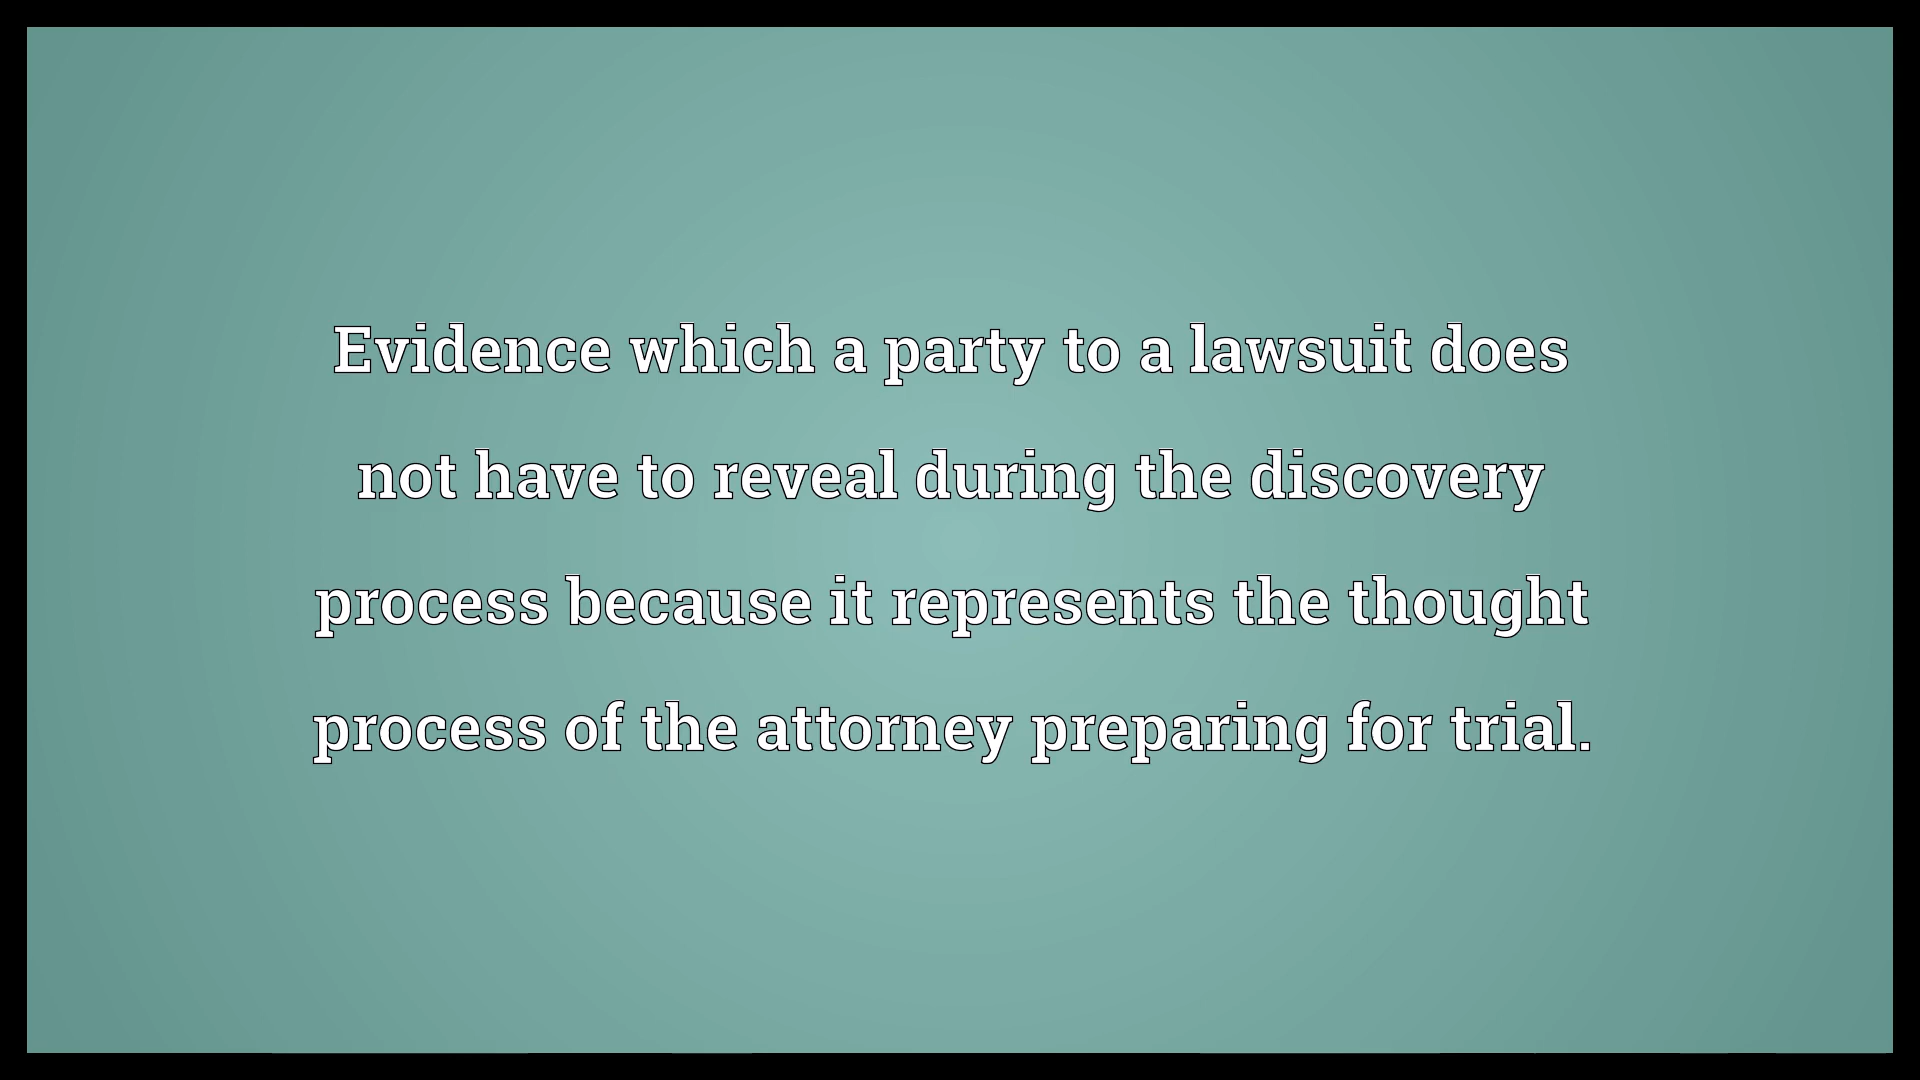 Evidence which a party to a lawsuit does
not have to reveal during the discovery
process because it represents the thought
process of the attorney preparing for trial.